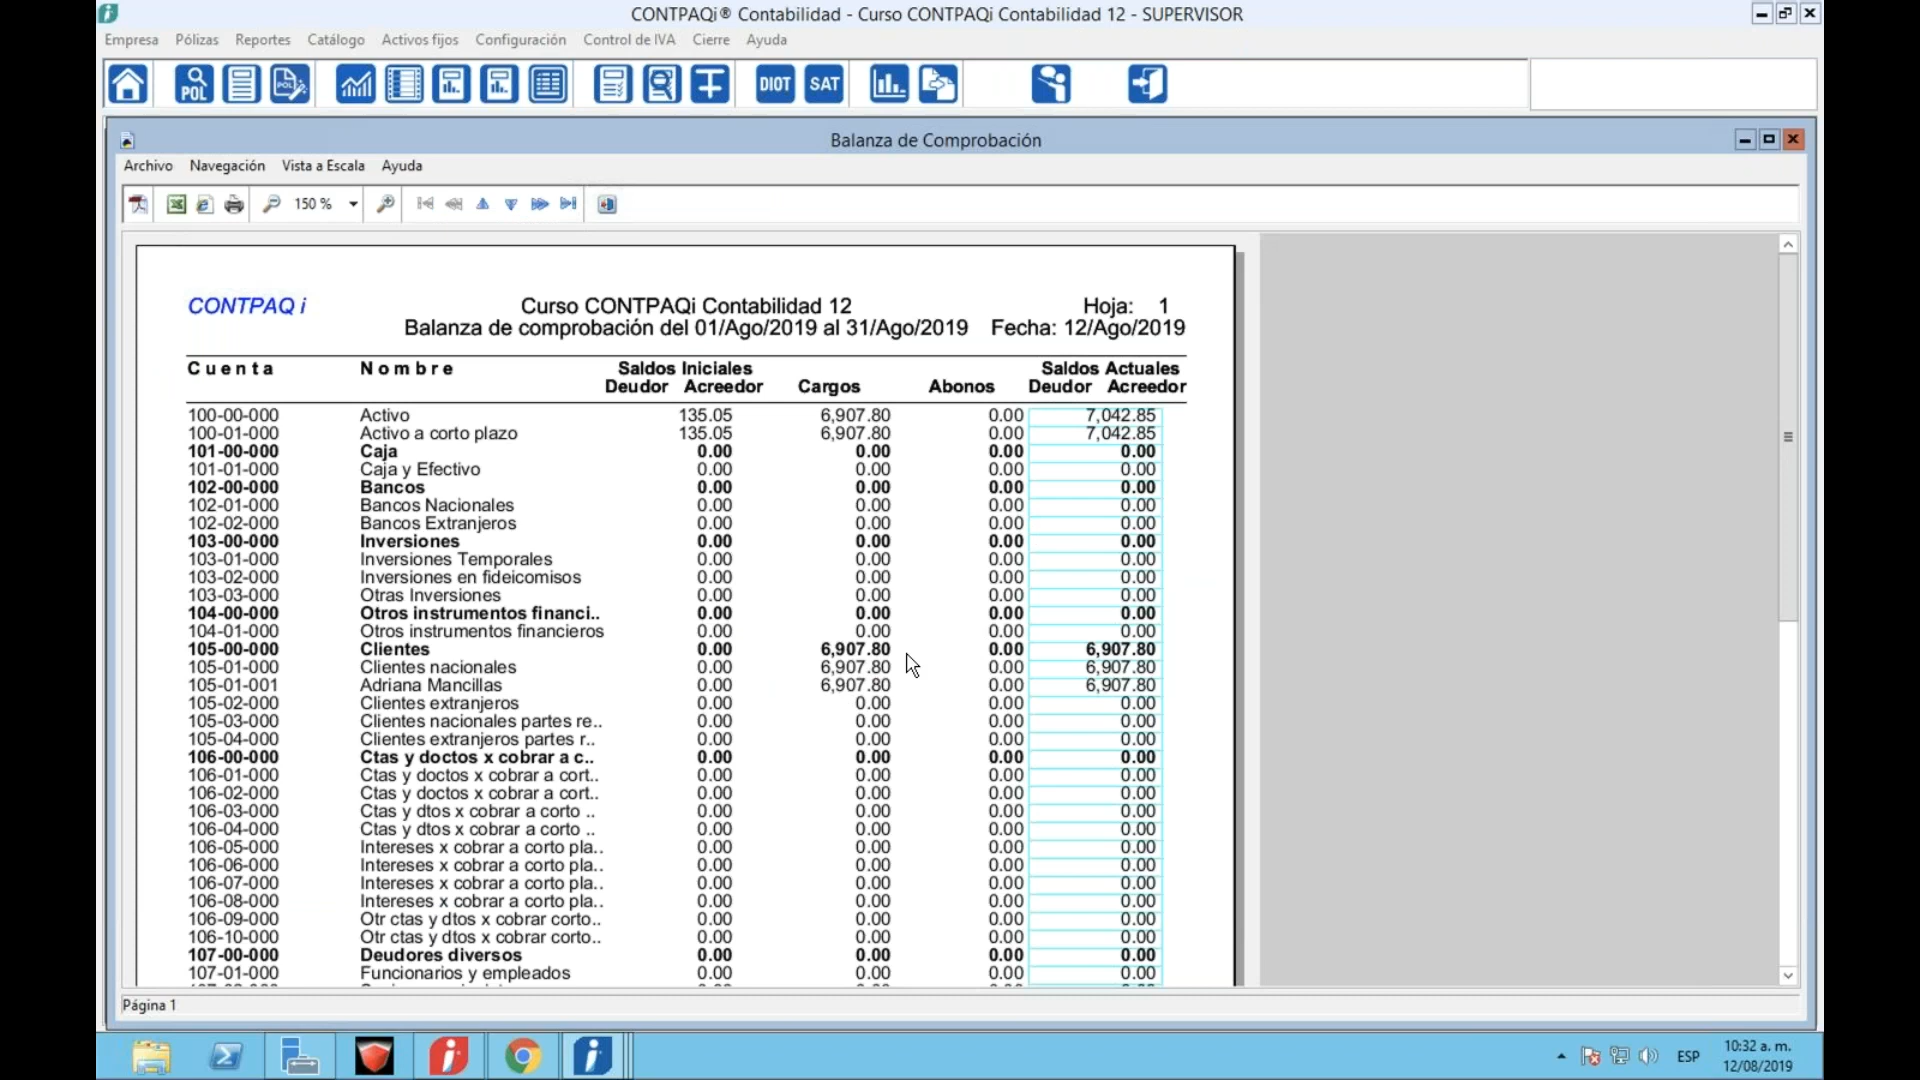 CONTPAQi® Contabilidad - Curso CONTPAQi Contabilidad 12 - SUPERVISOR
Empresa Pólizas Reportes Catálogo Activos fijos Configuración Control de IVA Cierre Ayuda
POL POL DIOT SAT
Balanza de Comprobación
Archivo Navegación Vista a Escala Ayuda
150 %
CONTPAQ i Curso CONTPAQi Contabilidad 12 Hoja: 1
Balanza de comprobación del 01/Ago/2019 al 31/Ago/2019 Fecha: 12/Ago/2019
Cuenta Nombre Saldos Iniciales Saldos Actuales
Deudor Acreedor Cargos Abonos Deudor Acreedor
100-00-000 Activo 135.05 6,907.80 0.00 7,042.85
100-01-000 Activo a corto plazo 135.05 6,907.80 0.00 7,042.85
101-00-000 Caja 0.00 0.00 0.00 0.00
101-01-000 Caja y Efectivo 0.00 0.00 0.00 0.00
102-00-000 Bancos 0.00 0.00 0.00 0.00
102-01-000 Bancos Nacionales 0.00 0.00 0.00 0.00
102-02-000 Bancos Extranjeros 0.00 0.00 0.00 0.00
103-00-000 Inversiones 0.00 0.00 0.00 0.00
103-01-000 Inversiones Temporales 0.00 0.00 0.00 0.00
103-02-000 Inversiones en fideicomisos 0.00 0.00 0.00 0.00
103-03-000 Otras Inversiones 0.00 0.00 0.00 0.00
104-00-000 Otros instrumentos financi.. 0.00 0.00 0.00 0.00
104-01-000 Otros instrumentos financieros 0.00 0.00 0.00 0.00
105-00-000 Clientes 0.00 6,907.80 0.00 6,907.80
105-01-000 Clientes nacionales 0.00 6,907.80 0.00 6,907.80
105-01-001 Adriana Mancillas 0.00 6,907.80 0.00 6,907.80
105-02-000 Clientes extranjeros 0.00 0.00 0.00 0.00
105-03-000 Clientes nacionales partes re.. 0.00 0.00 0.00 0.00
105-04-000 Clientes extranjeros partes r.. 0.00 0.00 0.00 0.00
106-00-000 Ctas y doctos x cobrar a c.. 0.00 0.00 0.00 0.00
106-01-000 Ctas y doctos x cobrar a cort.. 0.00 0.00 0.00 0.00
106-02-000 Ctas y doctos x cobrar a cort.. 0.00 0.00 0.00 0.00
106-03-000 Ctas y dtos x cobrar a corto .. 0.00 0.00 0.00 0.00
106-04-000 Ctas y dtos x cobrar a corto .. 0.00 0.00 0.00 0.00
106-05-000 Intereses x cobrar a corto pla.. 0.00 0.00 0.00 0.00
106-06-000 Intereses x cobrar a corto pla.. 0.00 0.00 0.00 0.00
106-07-000 Intereses x cobrar a corto pla.. 0.00 0.00 0.00 0.00
106-08-000 Intereses x cobrar a corto pla.. 0.00 0.00 0.00 0.00
106-09-000 Otr ctas y dtos x cobrar corto.. 0.00 0.00 0.00 0.00
106-10-000 Otr ctas y dtos x cobrar corto.. 0.00 0.00 0.00 0.00
107-00-000 Deudores diversos 0.00 0.00 0.00 0.00
107-01-000 Funcionarios y empleados 0.00 0.00 0.00 0.00
Página 1
ESP 10:32 a. m.
12/08/2019